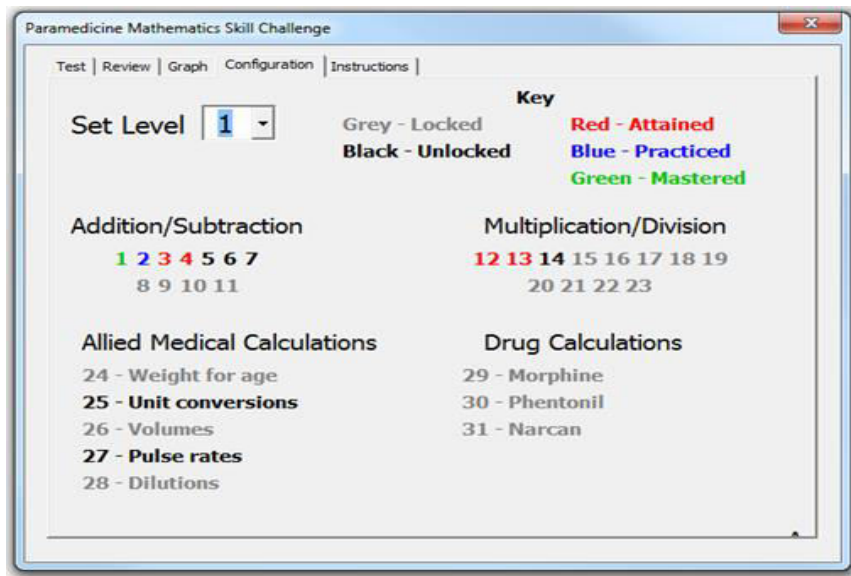 Paramedicine Mathematics Skill Challenge
Test | Review | Graph Configuration | Instructions |
Key
Set Level 1
Grey - Locked Red - Attained
Black - Unlocked Blue - Practiced
Green - Mastered
Addition/Subtraction
1 2 3 4 5 6 7
8 9 10 11
Multiplication/Division
12 13 14 15 16 17 18 19
20 21 22 23
Allied Medical Calculations
24 - Weight for age
25 - Unit conversions
26 - Volumes
27 - Pulse rates
28 - Dilutions
Drug Calculations
29 - Morphine
30 - Phentonil
31 - Narcan